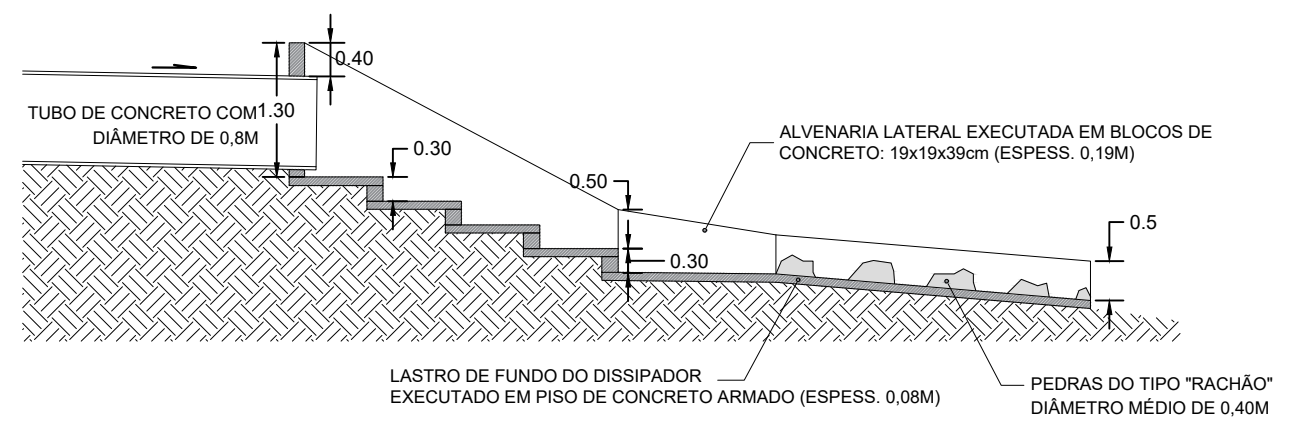 0.40
TUBO DE CONCRETO COM
1.30
DIÂMETRO DE 0,8M
0.30
ALVENARIA LATERAL EXECUTADA EM BLOCOS DE
CONCRETO: 19x19x39cm (ESPESS. 0,19M)
0.50
0.5
0.30
LASTRO DE FUNDO DO DISSIPADOR
EXECUTADO EM PISO DE CONCRETO ARMADO (ESPESS. 0,08M)
PEDRAS DO TIPO "RACHÃO"
DIÂMETRO MÉDIO DE 0,40M